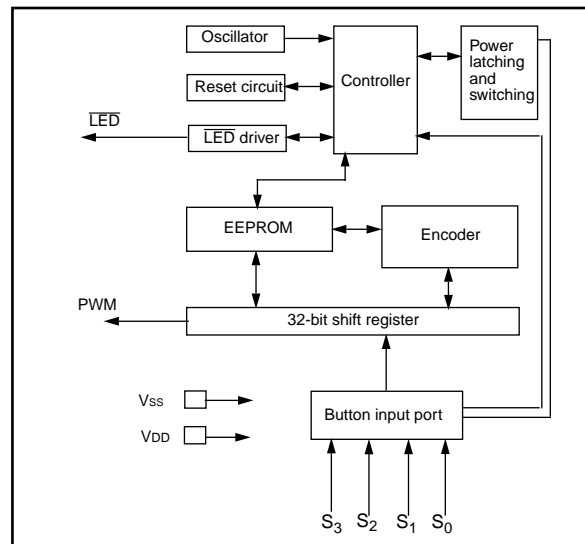 Oscillator
Controller
Power
latching
and
switching
Reset circuit
LED
LED driver
EEPROM
Encoder
PWM
32-bit shift register
VSS
VDD
Button input port
S3 S2 S1 S0